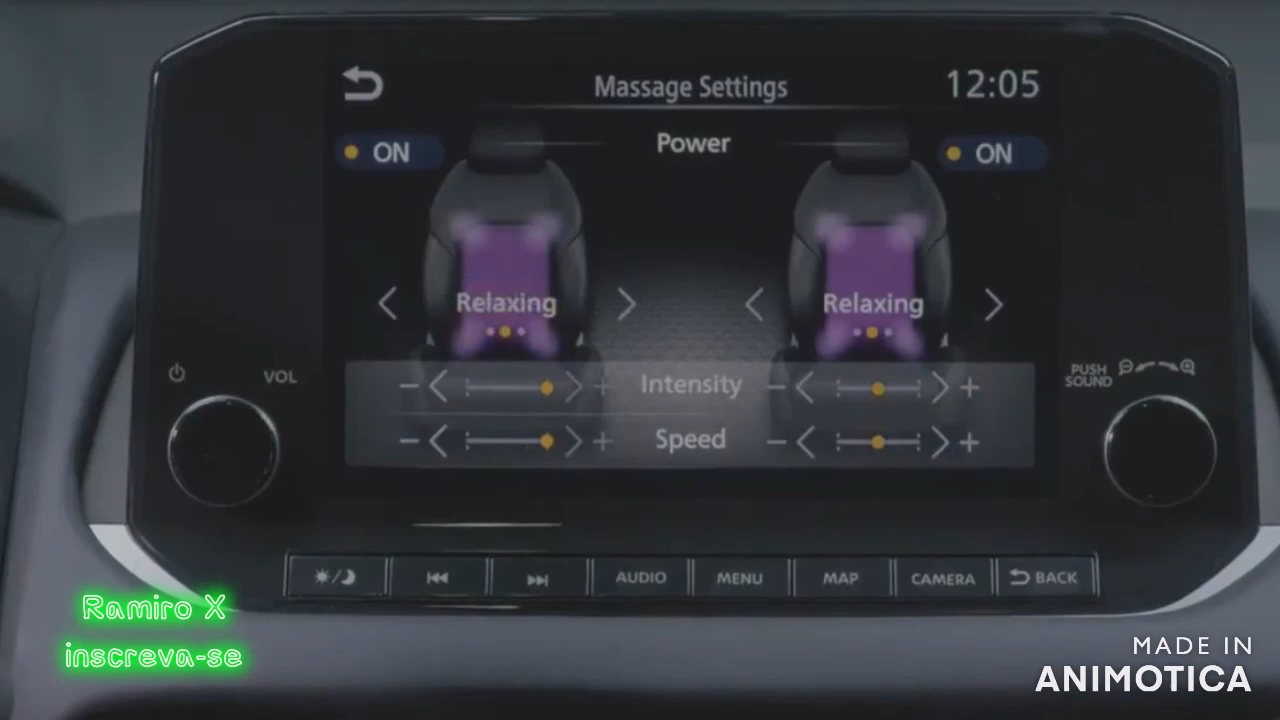 Massage Settings
12:05
Power
ON
ON
Relaxing
Relaxing
Intensity
Speed
VOL
PUSH
SOUND
AUDIO
MENU
MAP
CAMERA
BACK
Ramiro X
inscreva-se
MADE IN
ANIMOTICA